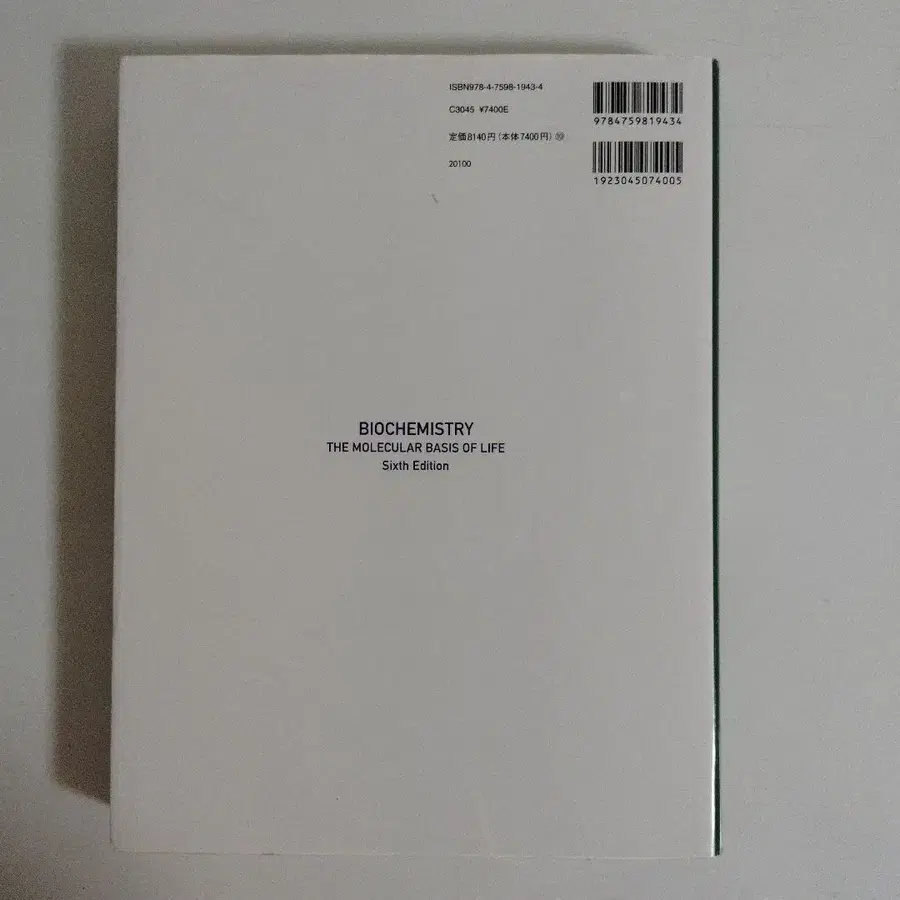 ISBN978-4-7598-1943-4
C3045 ¥7400E
定価8140円(本体7400円)⑩
20100
9784759819434
1923045074005
BIOCHEMISTRY
THE MOLECULAR BASIS OF LIFE
Sixth Edition